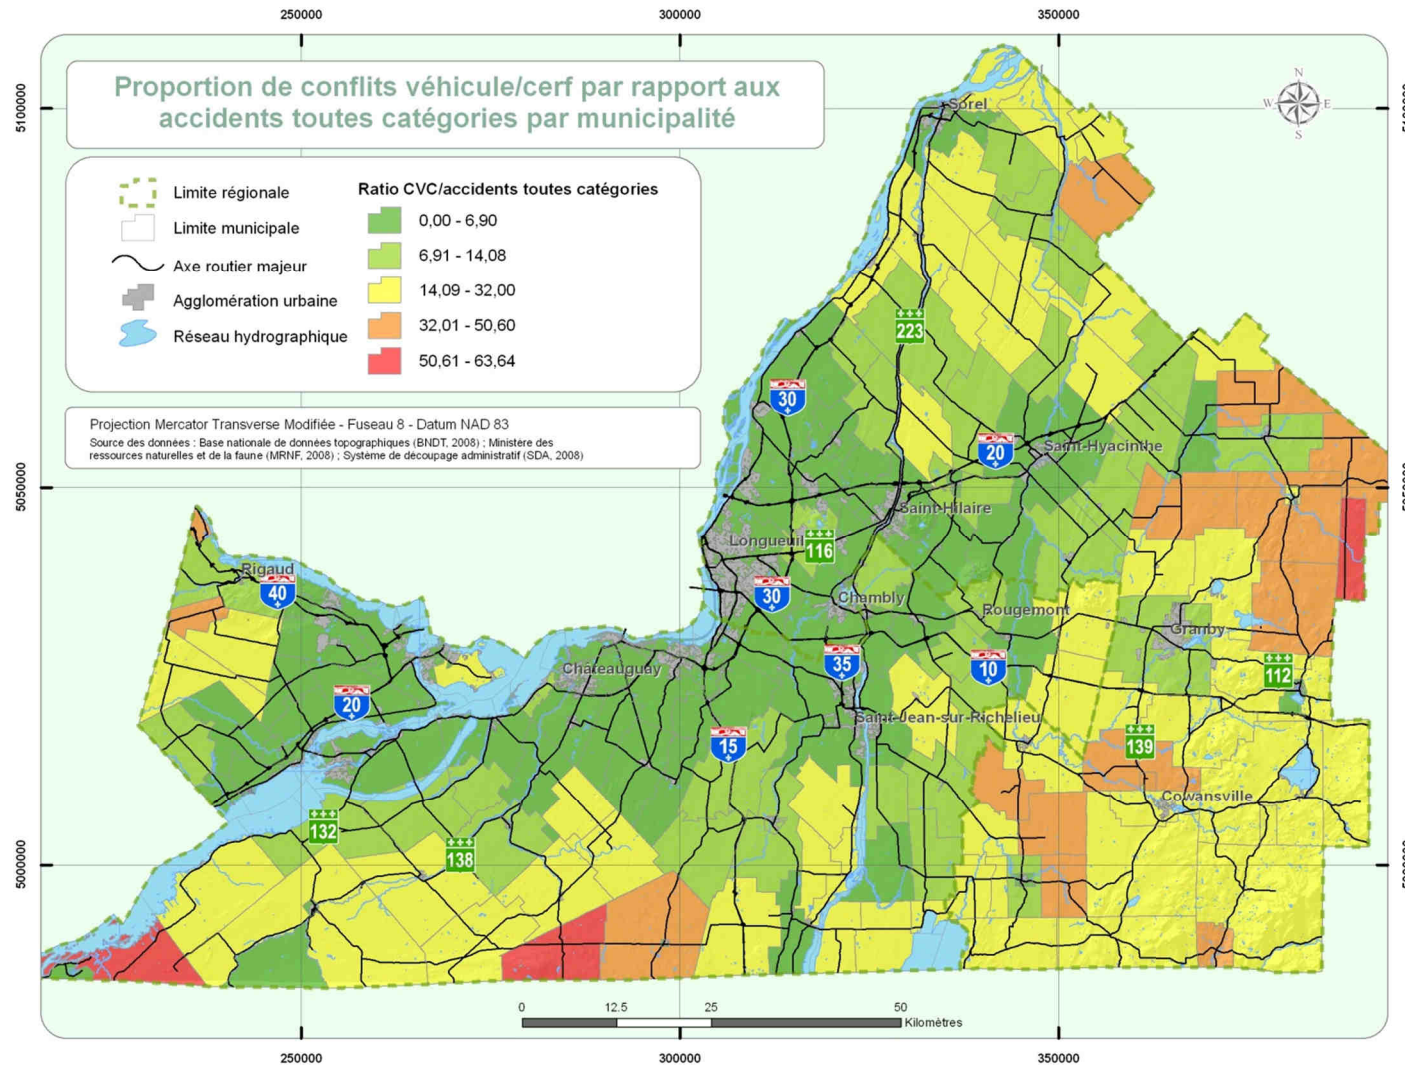 250000
300000
350000
5100000
Proportion de conflits véhicule/cerf par rapport aux
accidents toutes catégories par municipalité
N
W
E
S
Limite régionale
Limite municipale
Axe routier majeur
Agglomération urbaine
Réseau hydrographique
Ratio CVC/accidents toutes catégories
0,00 - 6,90
6,91 - 14,08
14,09 - 32,00
32,01 - 50,60
50,61 - 63,64
Projection Mercator Transverse Modifiée - Fuseau 8 - Datum NAD 83
Source des données : Base nationale de données topographiques (BNDT, 2008) ; Ministère des
ressources naturelles et de la faune (MRNF, 2008) ; Système de découpage administratif (SDA, 2008)
Sorel
223
30
20
Saint-Hyacinthe
5050000
Saint-Hilaire
Longueuil
116
Rigaud
40
30
Chambly
Rougemont
Granby
Châteauguay
35
10
112
20
Saint-Jean-sur-Richelieu
15
139
Cowansville
132
138
5000000
0
12.5
25
50
Kilomètres
250000
300000
350000